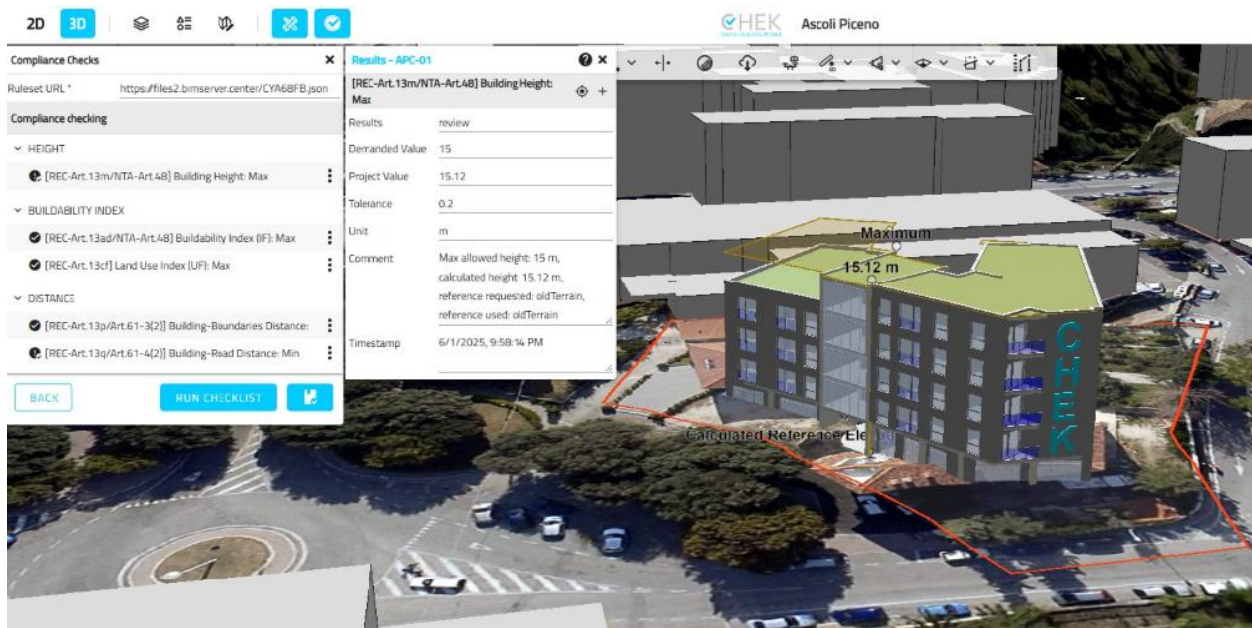 2D 3D
CHEK
Ascoli Piceno
Compliance Checks
Ruleset URL * https://files2.bimserver.center/CYA68FB.json
Compliance checking
HEIGHT
[REC-Art.13m/NTA-Art.48] Building Height: Max
BUILDABILITY INDEX
[REC-Art.13ad/NTA-Art.48] Buildability Index (IF): Max
[REC-Art.13cf] Land Use Index (UF): Max
DISTANCE
[REC-Art.13p/Art.61-3(2)] Building-Boundaries Distance:
[REC-Art.13q/Art.61-4(2)] Building-Road Distance: Min
BACK RUN CHECKLIST
Results - APC-01
[REC-Art.13m/NTA-Art.48] Building Height:
Max
Results review
Demanded Value 15
Project Value 15.12
Tolerance 0.2
Unit m
Comment Max allowed height: 15 m,
calculated height 15.12 m,
reference requested: oldTerrain,
reference used: oldTerrain
Timestamp 6/1/2025, 9:58:14 PM
Maximum
15.12 m
CHEK
Calculated Reference Ele